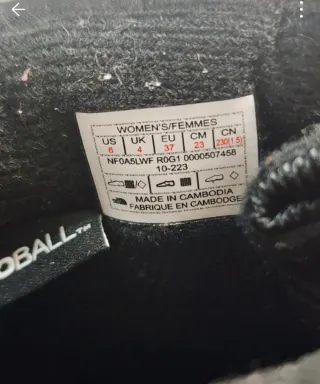 WOMEN'S/FEMMES
US UK EU CM CN
6 4 37 23 230(1.5)
NF0A5LWF R0G1 0000507458
10-223
MADE IN CAMBODIA
FABRIQUE EN CAMBODGE
OBALL™